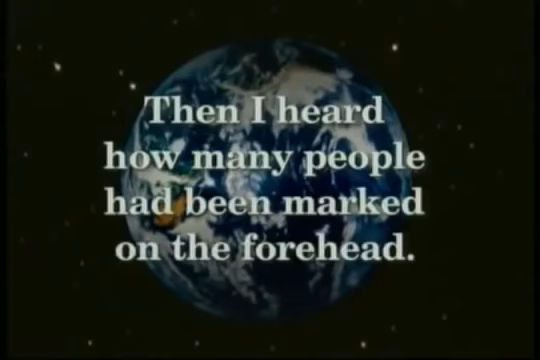 Then I heard
how many people
had been marked
on the forehead.